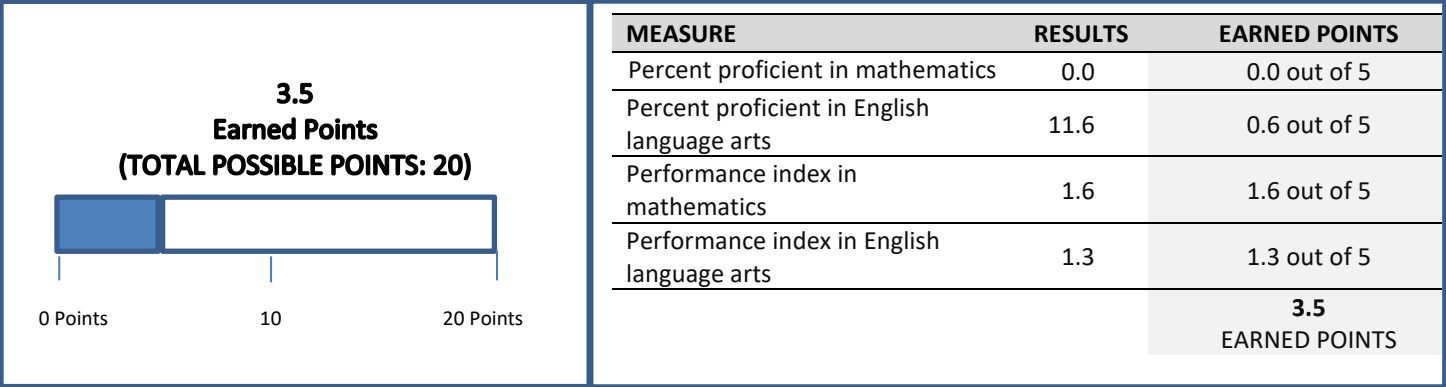 3.5
Earned Points
(TOTAL POSSIBLE POINTS: 20)
0 Points 10 20 Points
MEASURE RESULTS EARNED POINTS
Percent proficient in mathematics 0.0 0.0 out of 5
Percent proficient in English
language arts 11.6 0.6 out of 5
Performance index in
mathematics 1.6 1.6 out of 5
Performance index in English
language arts 1.3 1.3 out of 5
3.5
EARNED POINTS